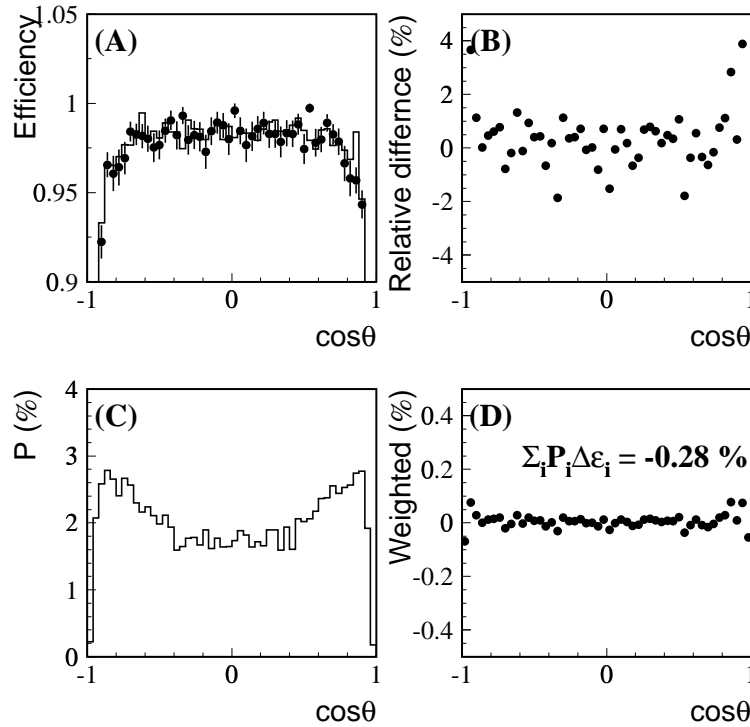 (A)
Efficiency
1.05
1
0.95
0.9
-1
0
1
cosθ
(B)
Relative differnce (%)
4
2
0
-2
-4
-1
0
1
cosθ
(C)
P (%)
4
3
2
1
0
-1
0
1
cosθ
(D)
Weighted (%)
0.4
0.2
0
-0.2
-0.4
ΣiPiΔεi = -0.28 %
-1
0
1
cosθ